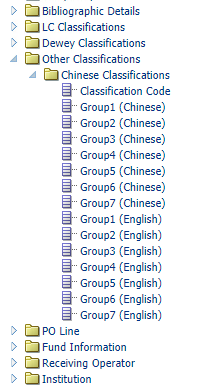 Bibliographic Details
LC Classifications
Dewey Classifications
Other Classifications
Chinese Classifications
Classification Code
Group1 (Chinese)
Group2 (Chinese)
Group3 (Chinese)
Group4 (Chinese)
Group5 (Chinese)
Group6 (Chinese)
Group7 (Chinese)
Group1 (English)
Group2 (English)
Group3 (English)
Group4 (English)
Group5 (English)
Group6 (English)
Group7 (English)
PO Line
Fund Information
Receiving Operator
Institution